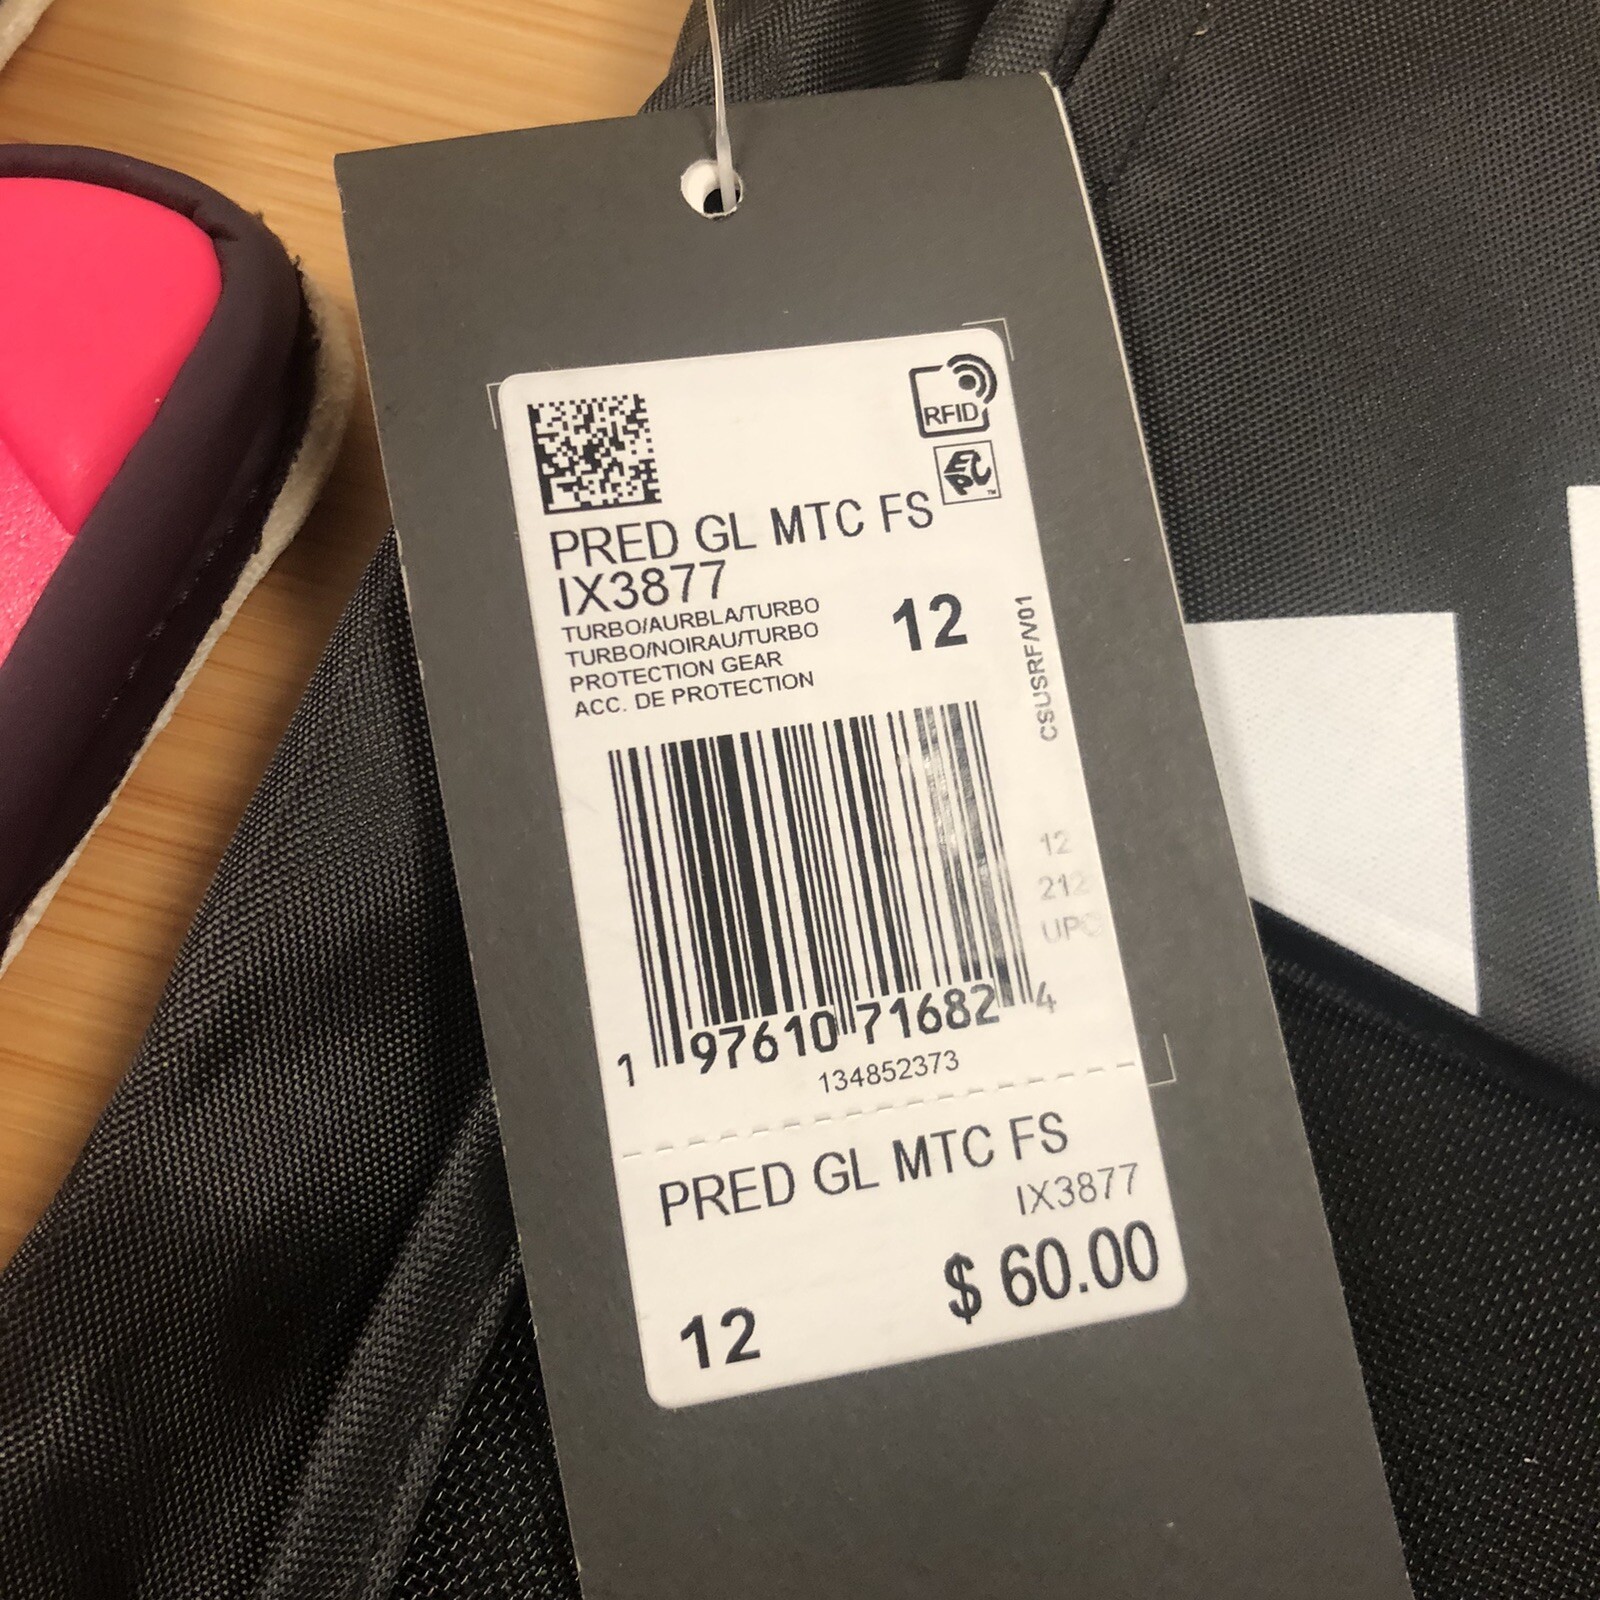 RFID
EPC
PRED GL MTC FS
IX3877
TURBO/AURBLA/TURBO
TURBO/NOIRAU/TURBO
12
PROTECTION GEAR
ACC. DE PROTECTION
CSUSRF/V01
12
212
UPC
1 97610 71682 4
134852373
PRED GL MTC FS
IX3877
$ 60.00
12